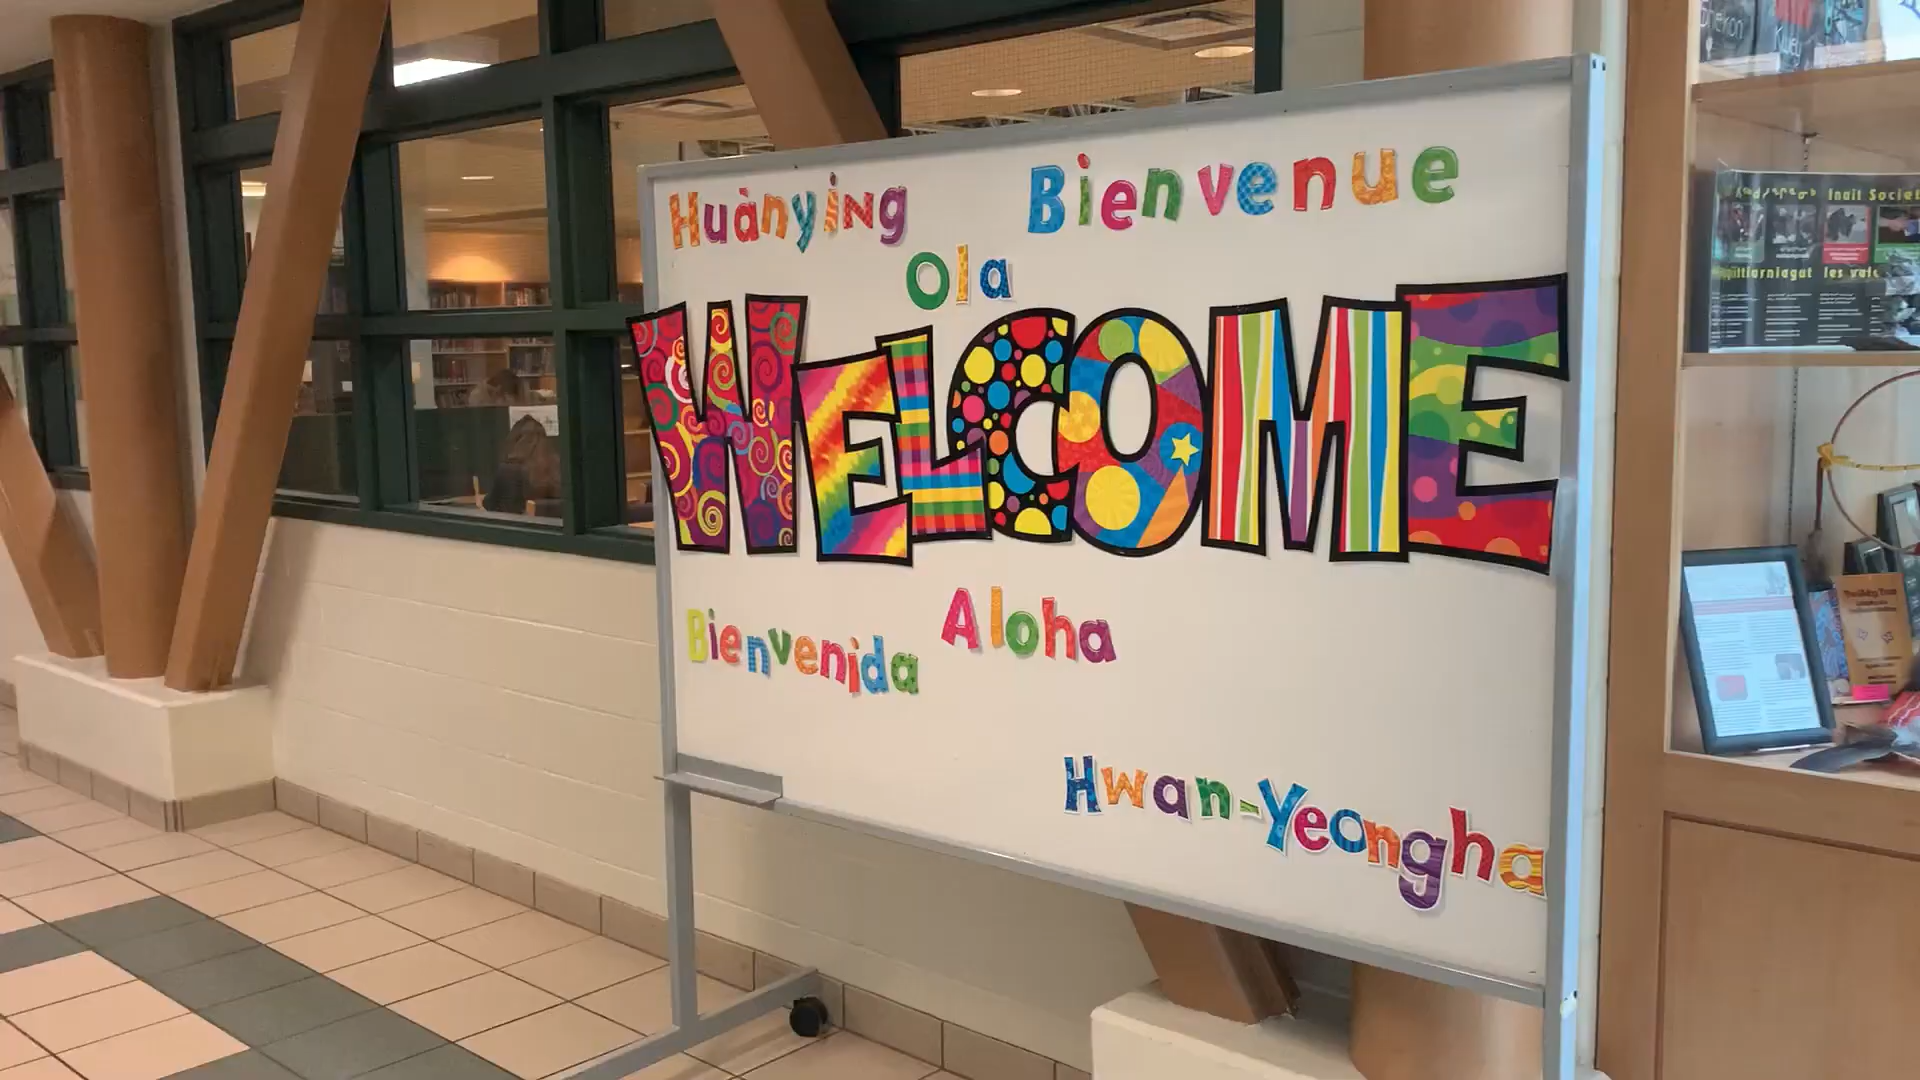 Huànying
Bienvenue
Ola
WELCOME
Bienvenida
Aloha
Hwan-Yeongha
Inuit Societ